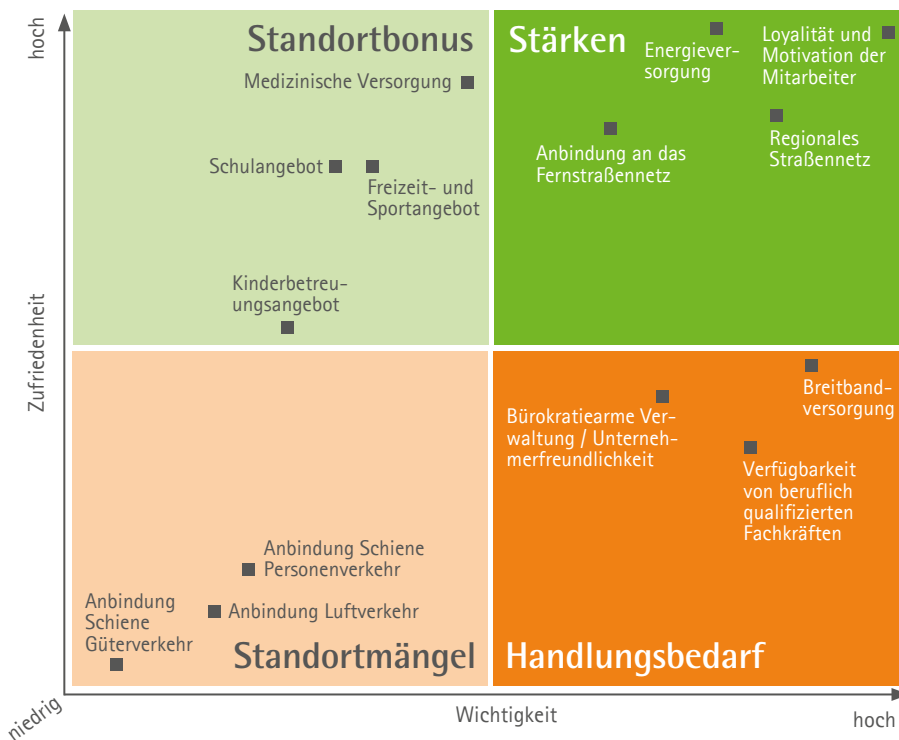 hoch
Zufriedenheit
Standortbonus
Medizinische Versorgung
Schulangebot
Freizeit- und
Sportangebot
Kinderbetreu-
ungsangebot
Stärken
Energiever-
sorgung
Loyalität und
Motivation der
Mitarbeiter
Anbindung an das
Fernstraßennetz
Regionales
Straßennetz
Anbindung Schiene
Personenverkehr
Anbindung Luftverkehr
Anbindung
Schiene
Güterverkehr
Standortmängel
Breitband-
versorgung
Bürokratiearme Ver-
waltung / Unterneh-
merfreundlichkeit
Verfügbarkeit
von beruflich
qualifizierten
Fachkräften
Handlungsbedarf
niedrig
Wichtigkeit
hoch